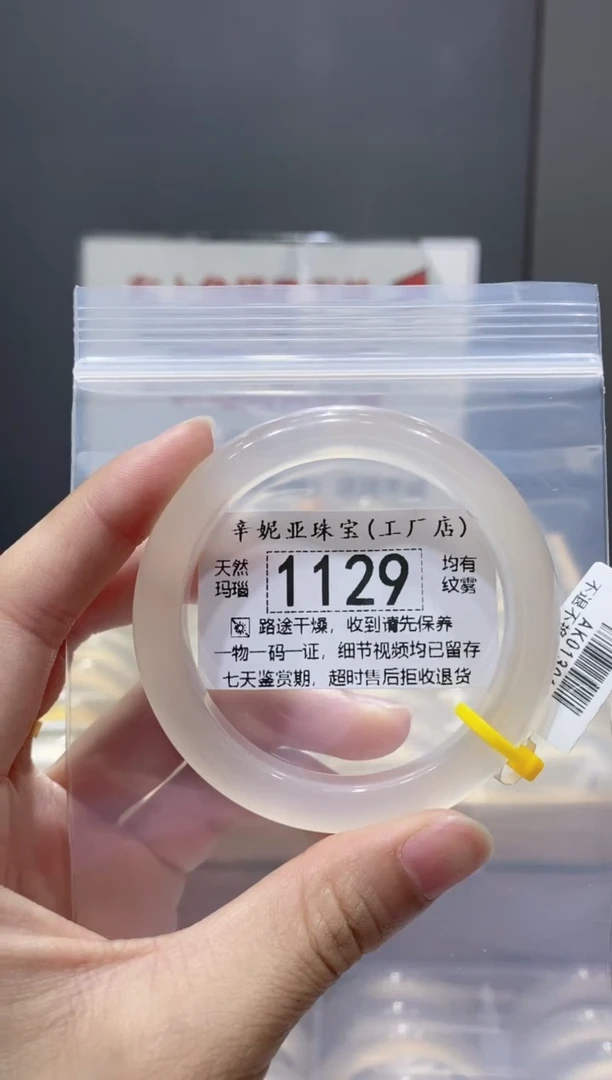 辛妮亚珠宝(工厂店)
天然
玛瑙
1129
均有
纹雾
路途干燥，收到请先保养
一物一码一证，细节视频均已留存
七天鉴赏期，超时售后拒收退货